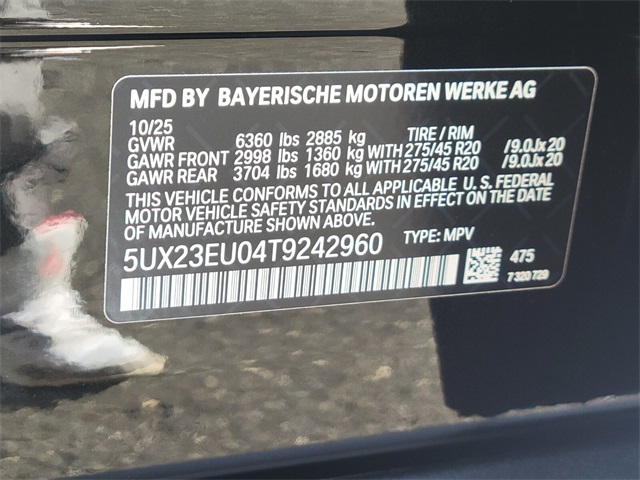 MFD BY BAYERISCHE MOTOREN WERKE AG
10/25
GVWR 6360 lbs 2885 kg TIRE / RIM
GAWR FRONT 2998 lbs 1360 kg WITH 275/45 R20 /9.0Jx20
GAWR REAR 3704 lbs 1680 kg WITH 275/45 R20 /9.0Jx20
THIS VEHICLE CONFORMS TO ALL APPLICABLE U.S. FEDERAL
MOTOR VEHICLE SAFETY STANDARDS IN EFFECT ON THE DATE
OF MANUFACTURE SHOWN ABOVE.
5UX23EU04T9242960 TYPE: MPV
475
7 320 729